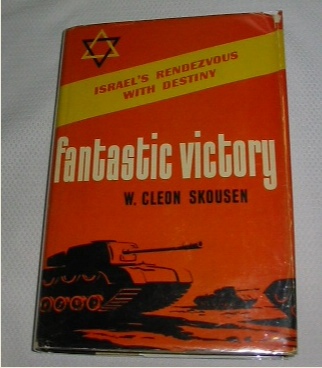 ISRAEL'S RENDEZVOUS
WITH DESTINY
fantastic victory
W. CLEON SKOUSEN